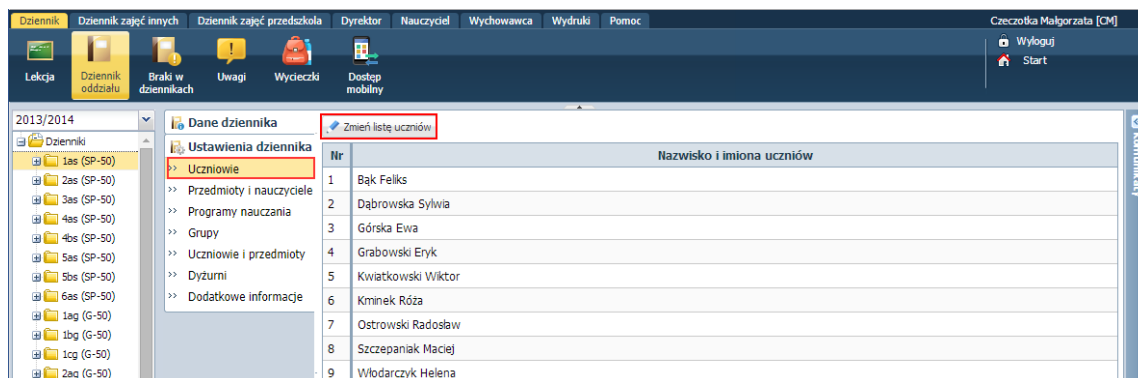 Dziennik Dziennik zajęć innych Dziennik zajęć przedszkola Dyrektor Nauczyciel Wychowawca Wydruki Pomoc Czeczotka Małgorzata [CM]
Wyloguj
Start
Lekcja Dziennik oddziału Braki w dziennikach Uwagi Wycieczki Dostęp mobilny
2013/2014
Dzienniki
1as (SP-50)
2as (SP-50)
3as (SP-50)
4as (SP-50)
4bs (SP-50)
5as (SP-50)
5bs (SP-50)
6as (SP-50)
1ag (G-50)
1bg (G-50)
1cg (G-50)
2ag (G-50)
Dane dziennika
Ustawienia dziennika
Uczniowie
Przedmioty i nauczyciele
Programy nauczania
Grupy
Uczniowie i przedmioty
Dyżurni
Dodatkowe informacje
Zmień listę uczniów
Nr Nazwisko i imiona uczniów
1 Bąk Feliks
2 Dąbrowska Sylwia
3 Górska Ewa
4 Grabowski Eryk
5 Kwiatkowski Wiktor
6 Kminek Róża
7 Ostrowski Radosław
8 Szczepaniak Maciej
9 Włodarczyk Helena
Komunikaty